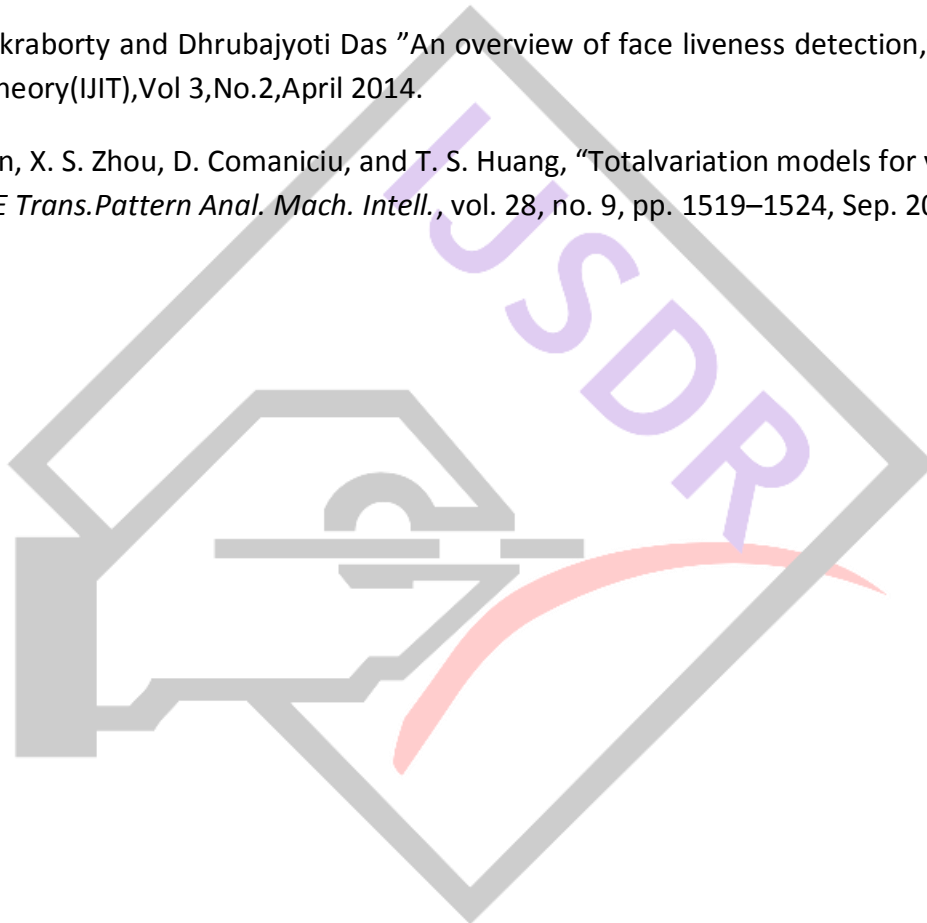 kraborty and Dhrubajyoti Das ”An overview of face liveness detection,
heory(IJIT),Vol 3,No.2,April 2014.
n, X. S. Zhou, D. Comaniciu, and T. S. Huang, “Totalvariation models for v
E Trans.Pattern Anal. Mach. Intell., vol. 28, no. 9, pp. 1519–1524, Sep. 20
IJSDR